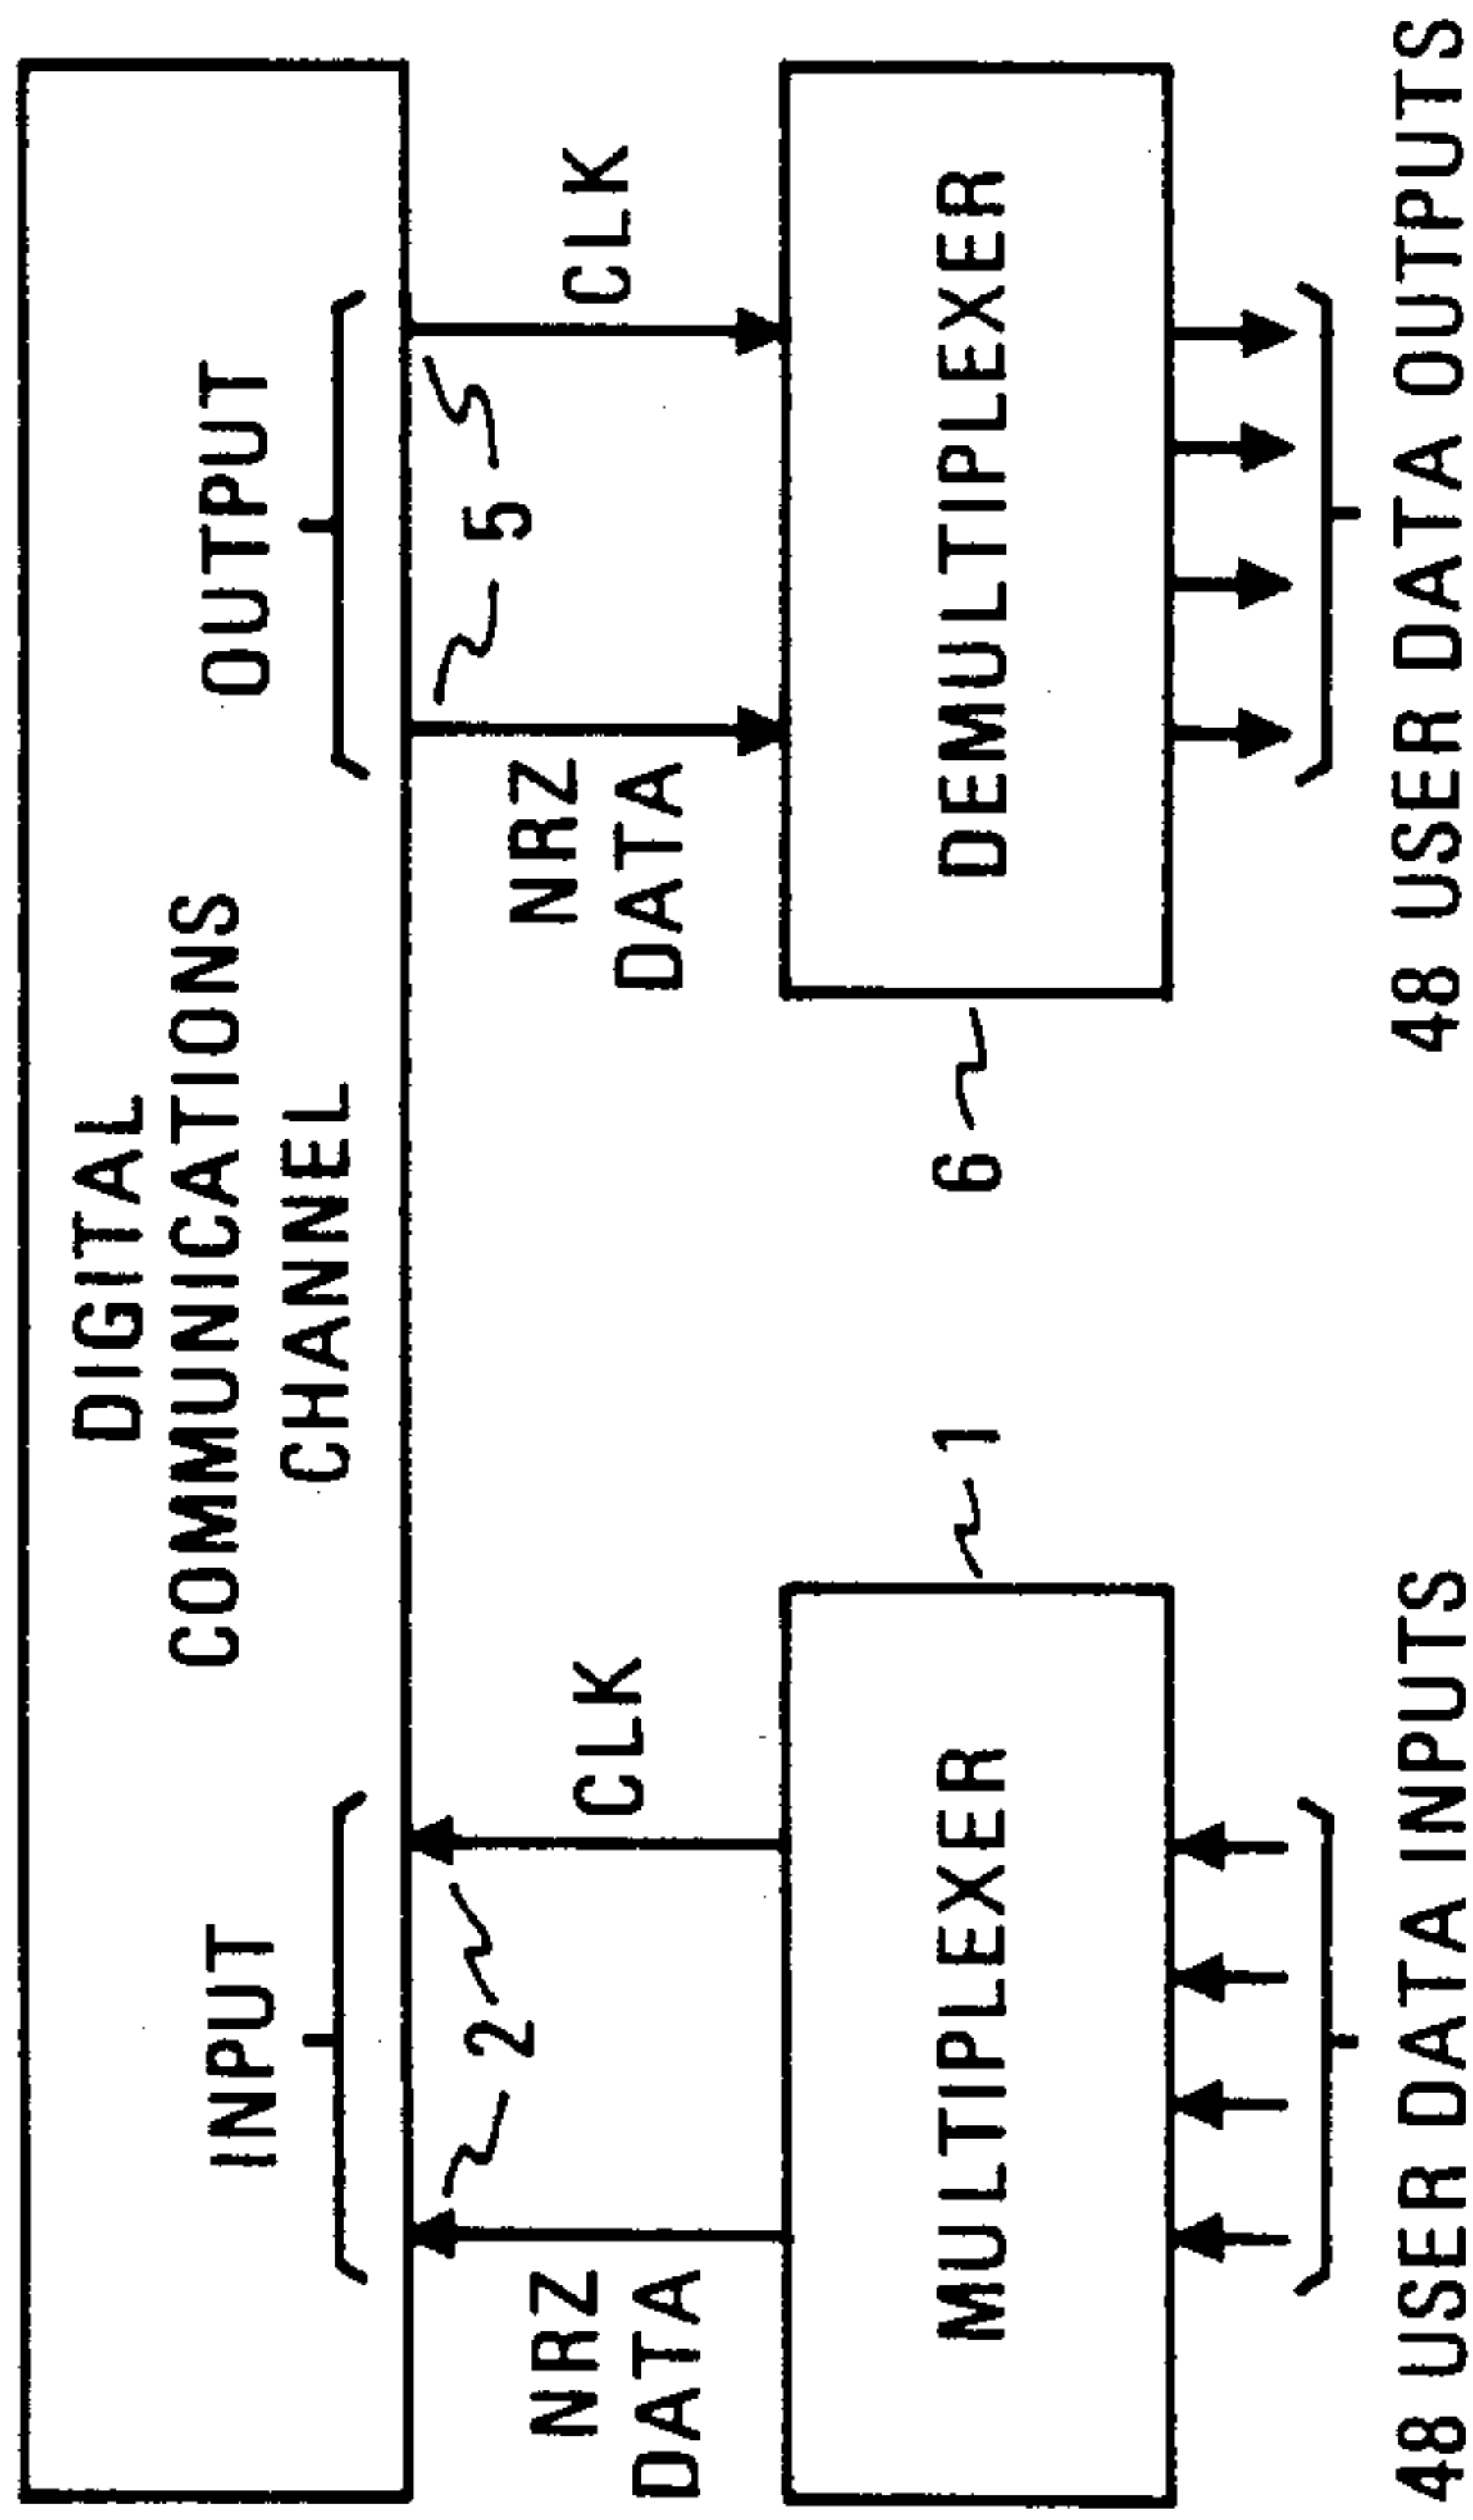 DIGITAL
COMMUNICATIONS
CHANNEL
INPUT
OUTPUT
NRZ
DATA
2
CLK
NRZ
DATA
5
CLK
MULTIPLEXER
1
6
DEMULTIPLEXER
48 USER DATA INPUTS
48 USER DATA OUTPUTS